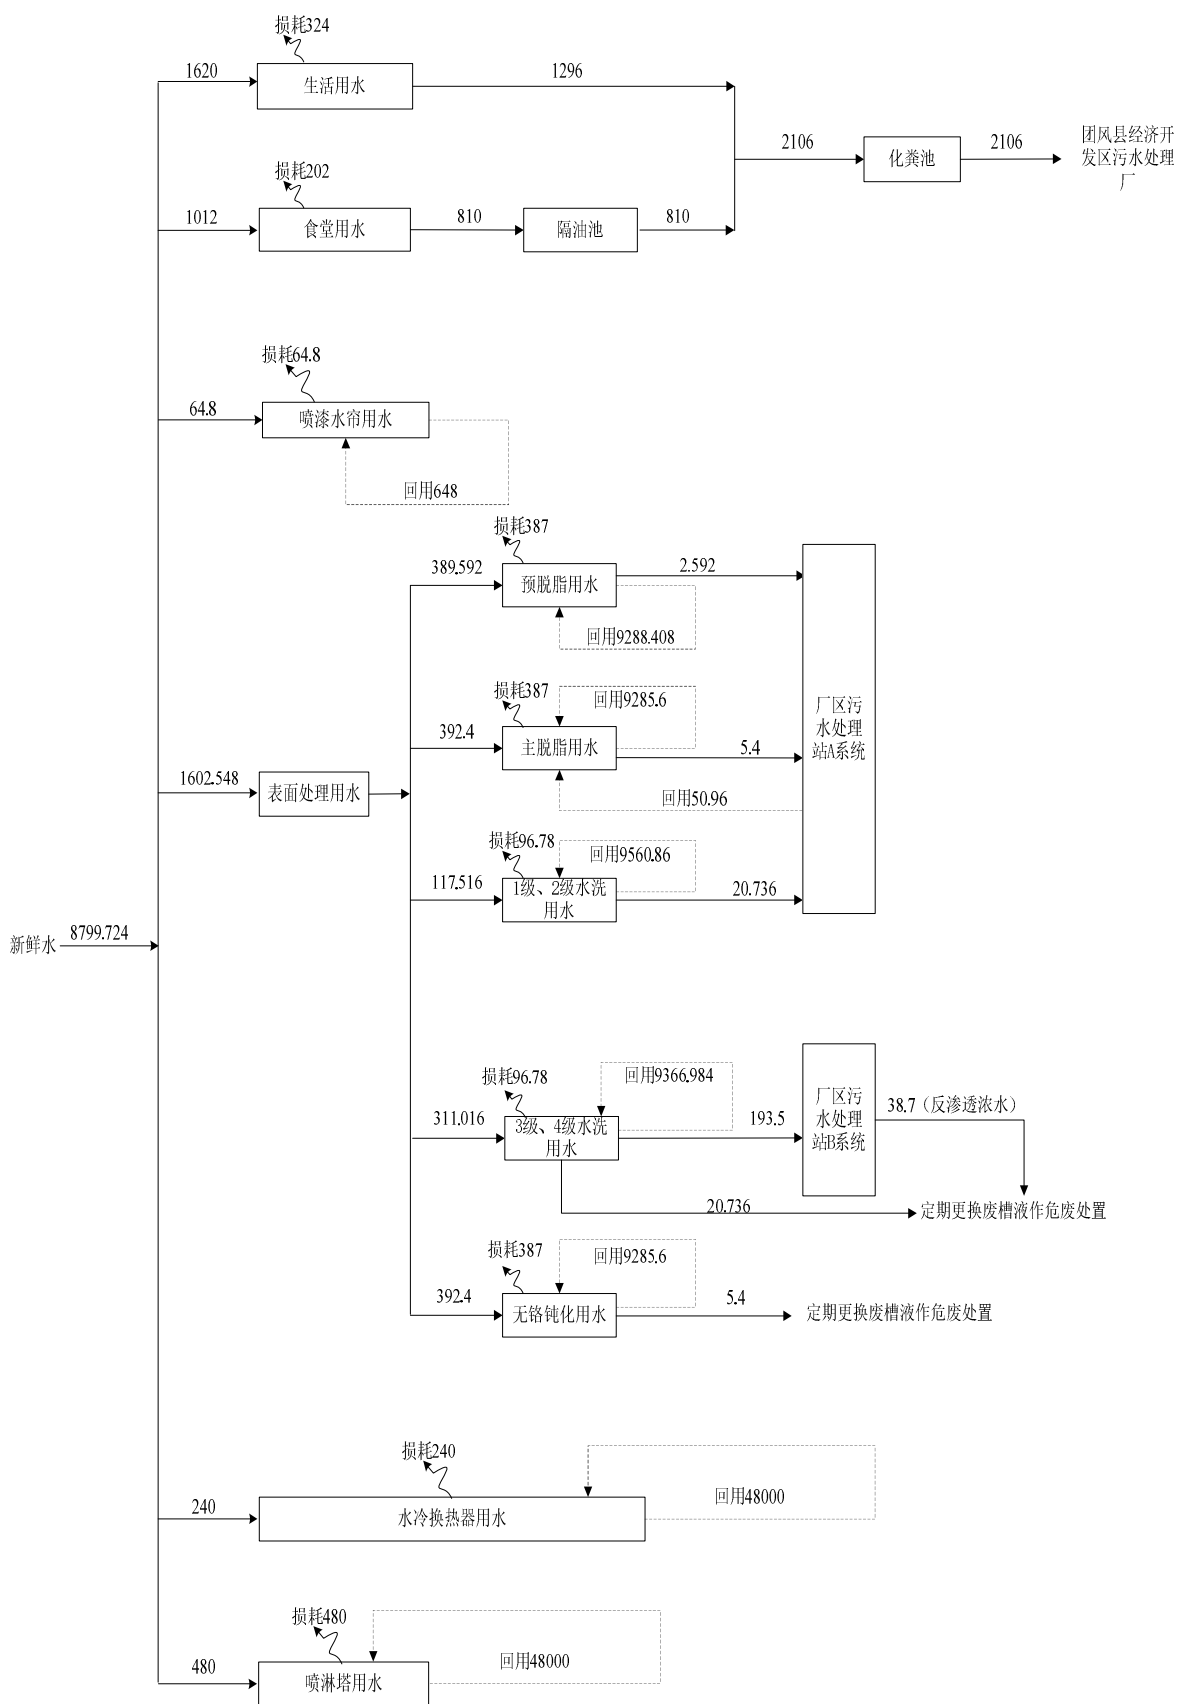 损耗324
1620
生活用水
1296
2106
化粪池
2106
团风县经济开
发区污水处理
厂
损耗202
1012
食堂用水
810
隔油池
810
损耗64.8
64.8
喷漆水帘用水
回用648
损耗387
389.592
预脱脂用水
2.592
回用9288.408
损耗387
回用9285.6
392.4
主脱脂用水
5.4
厂区污
水处理
站A系统
回用50.96
1602.548
表面处理用水
损耗96.78
回用9560.86
117.516
1级、2级水洗
用水
20.736
新鲜水
8799.724
损耗96.78
回用9366.984
311.016
3级、4级水洗
用水
193.5
厂区污
水处理
站B系统
38.7（反渗透浓水）
20.736
定期更换废槽液作危废处置
损耗387
回用9285.6
392.4
无铬钝化用水
5.4
定期更换废槽液作危废处置
损耗240
240
水冷换热器用水
回用48000
损耗480
480
喷淋塔用水
回用48000